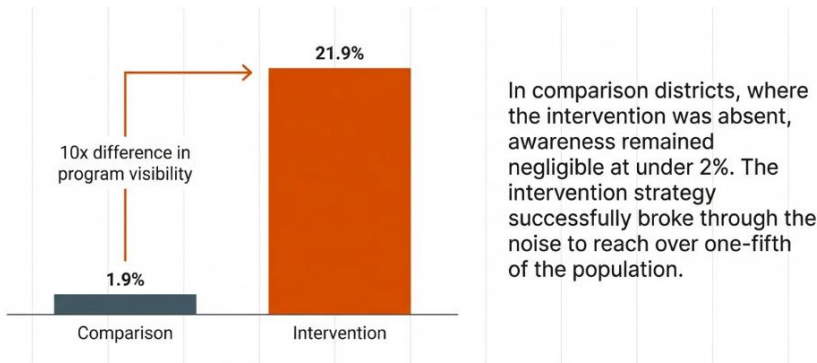 21.9%
10x difference in
program visibility
1.9%
Comparison
Intervention
In comparison districts, where
the intervention was absent,
awareness remained
negligible at under 2%. The
intervention strategy
successfully broke through the
noise to reach over one-fifth
of the population.